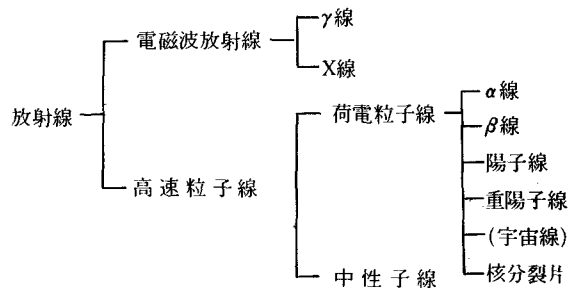 放射線
電磁波放射線
γ線
X線
高速粒子線
荷電粒子線
α線
β線
陽子線
重陽子線
(宇宙線)
核分裂片
中性子線